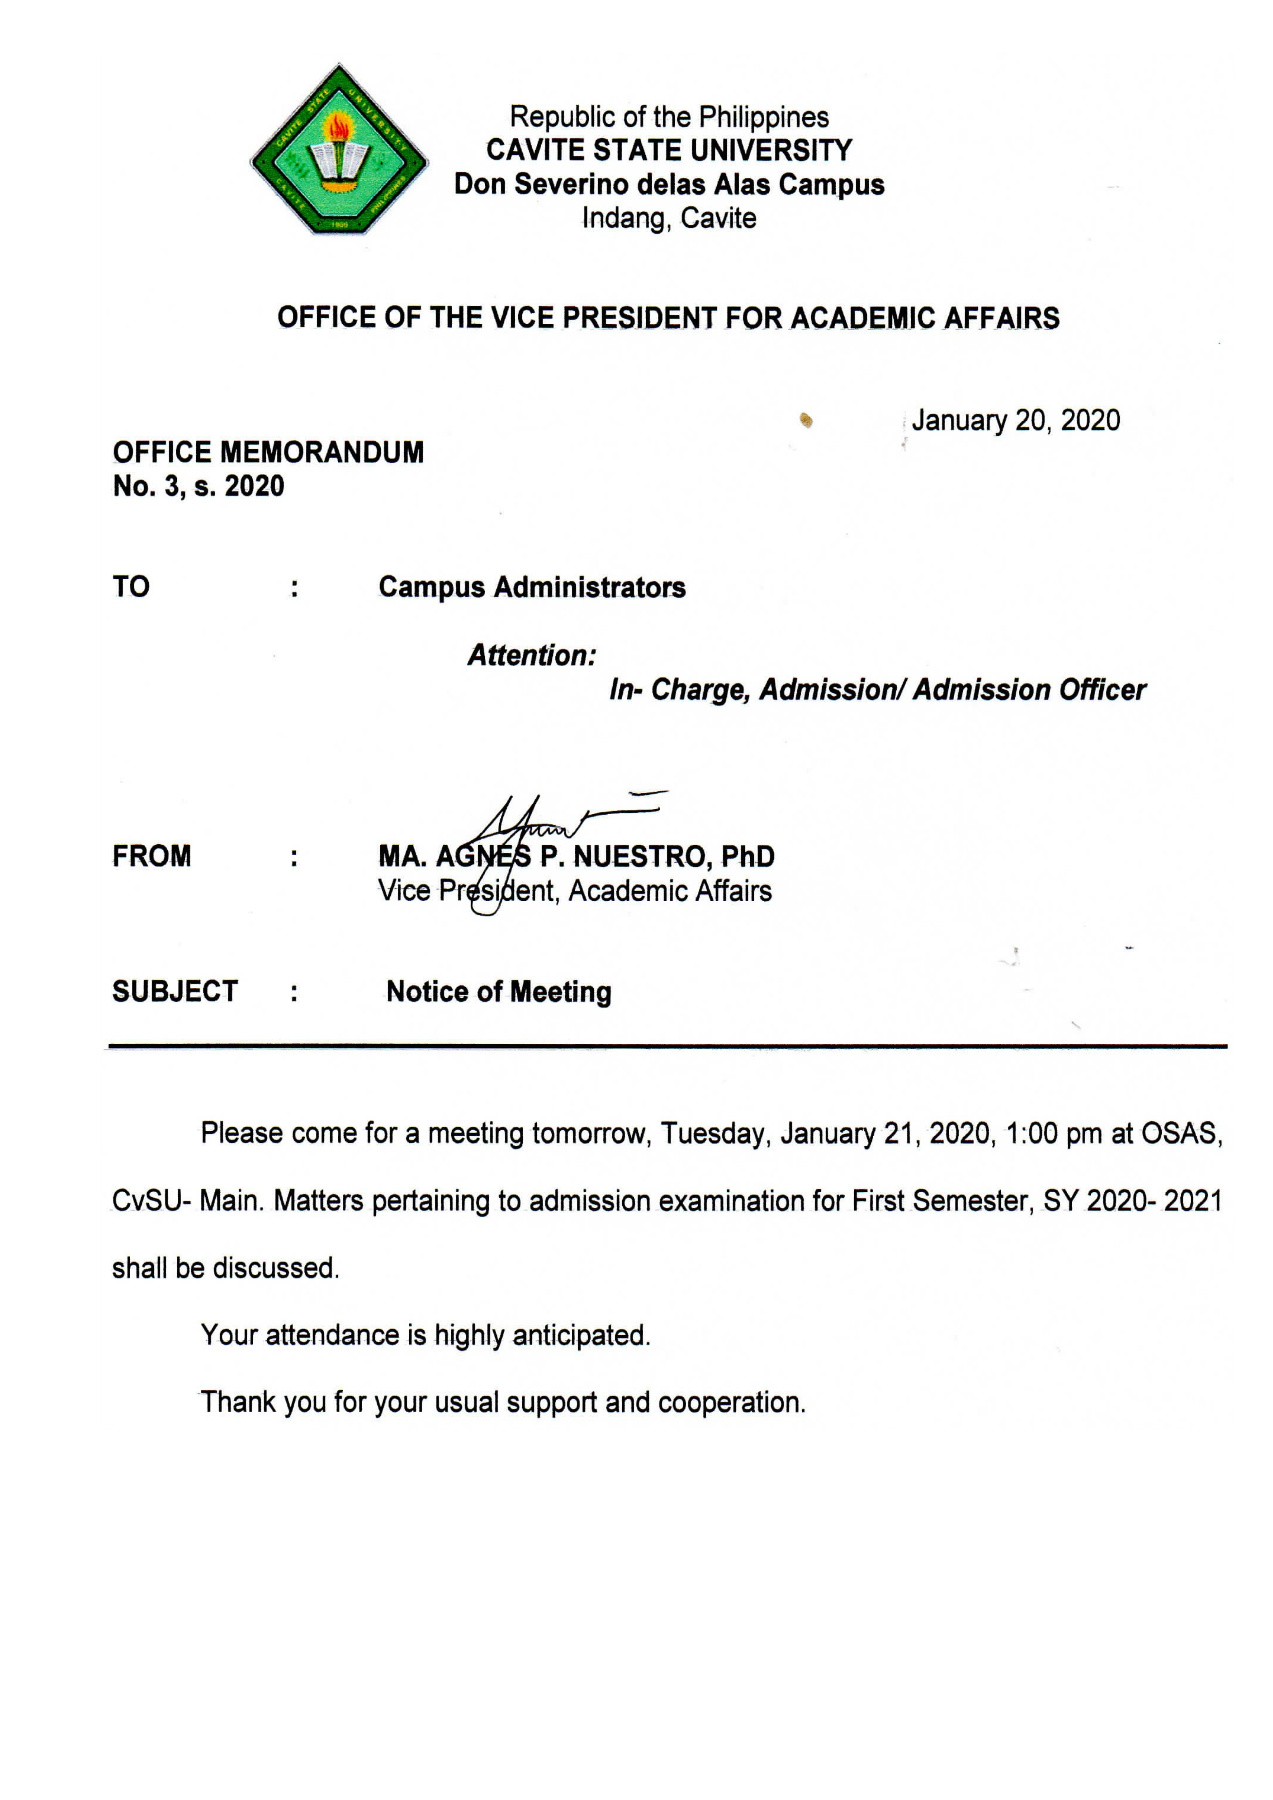 CAVITE STATE UNIVERSITY
CAVITE 1906 PHILIPPINES
Republic of the Philippines
CAVITE STATE UNIVERSITY
Don Severino delas Alas Campus
Indang, Cavite
OFFICE OF THE VICE PRESIDENT FOR ACADEMIC AFFAIRS
January 20, 2020
OFFICE MEMORANDUM
No. 3, s. 2020
TO : Campus Administrators
Attention:
In- Charge, Admission/ Admission Officer
FROM : MA. AGNES P. NUESTRO, PhD
Vice President, Academic Affairs
SUBJECT : Notice of Meeting
Please come for a meeting tomorrow, Tuesday, January 21, 2020, 1:00 pm at OSAS,
CvSU- Main. Matters pertaining to admission examination for First Semester, SY 2020- 2021
shall be discussed.
Your attendance is highly anticipated.
Thank you for your usual support and cooperation.